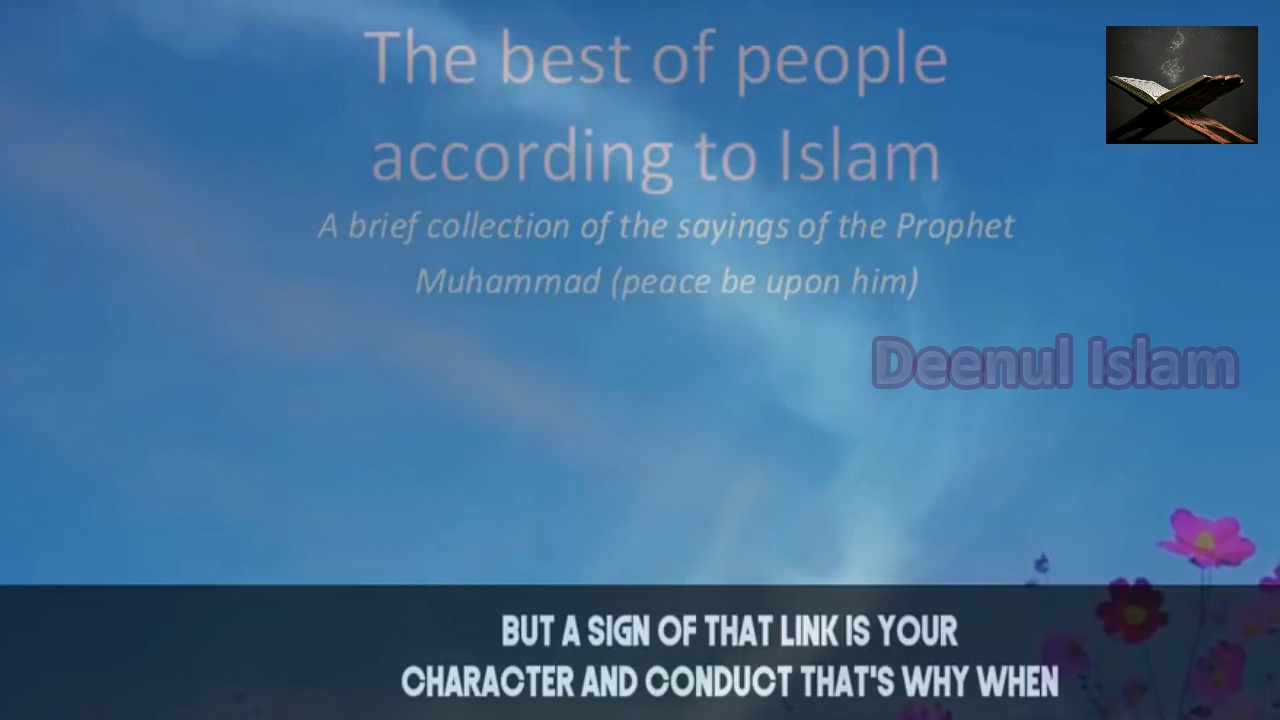 The best of people
according to Islam
A brief collection of the sayings of the Prophet
Muhammad (peace be upon him)
Deenul Islam
BUT A SIGN OF THAT LINK IS YOUR
CHARACTER AND CONDUCT THAT'S WHY WHEN